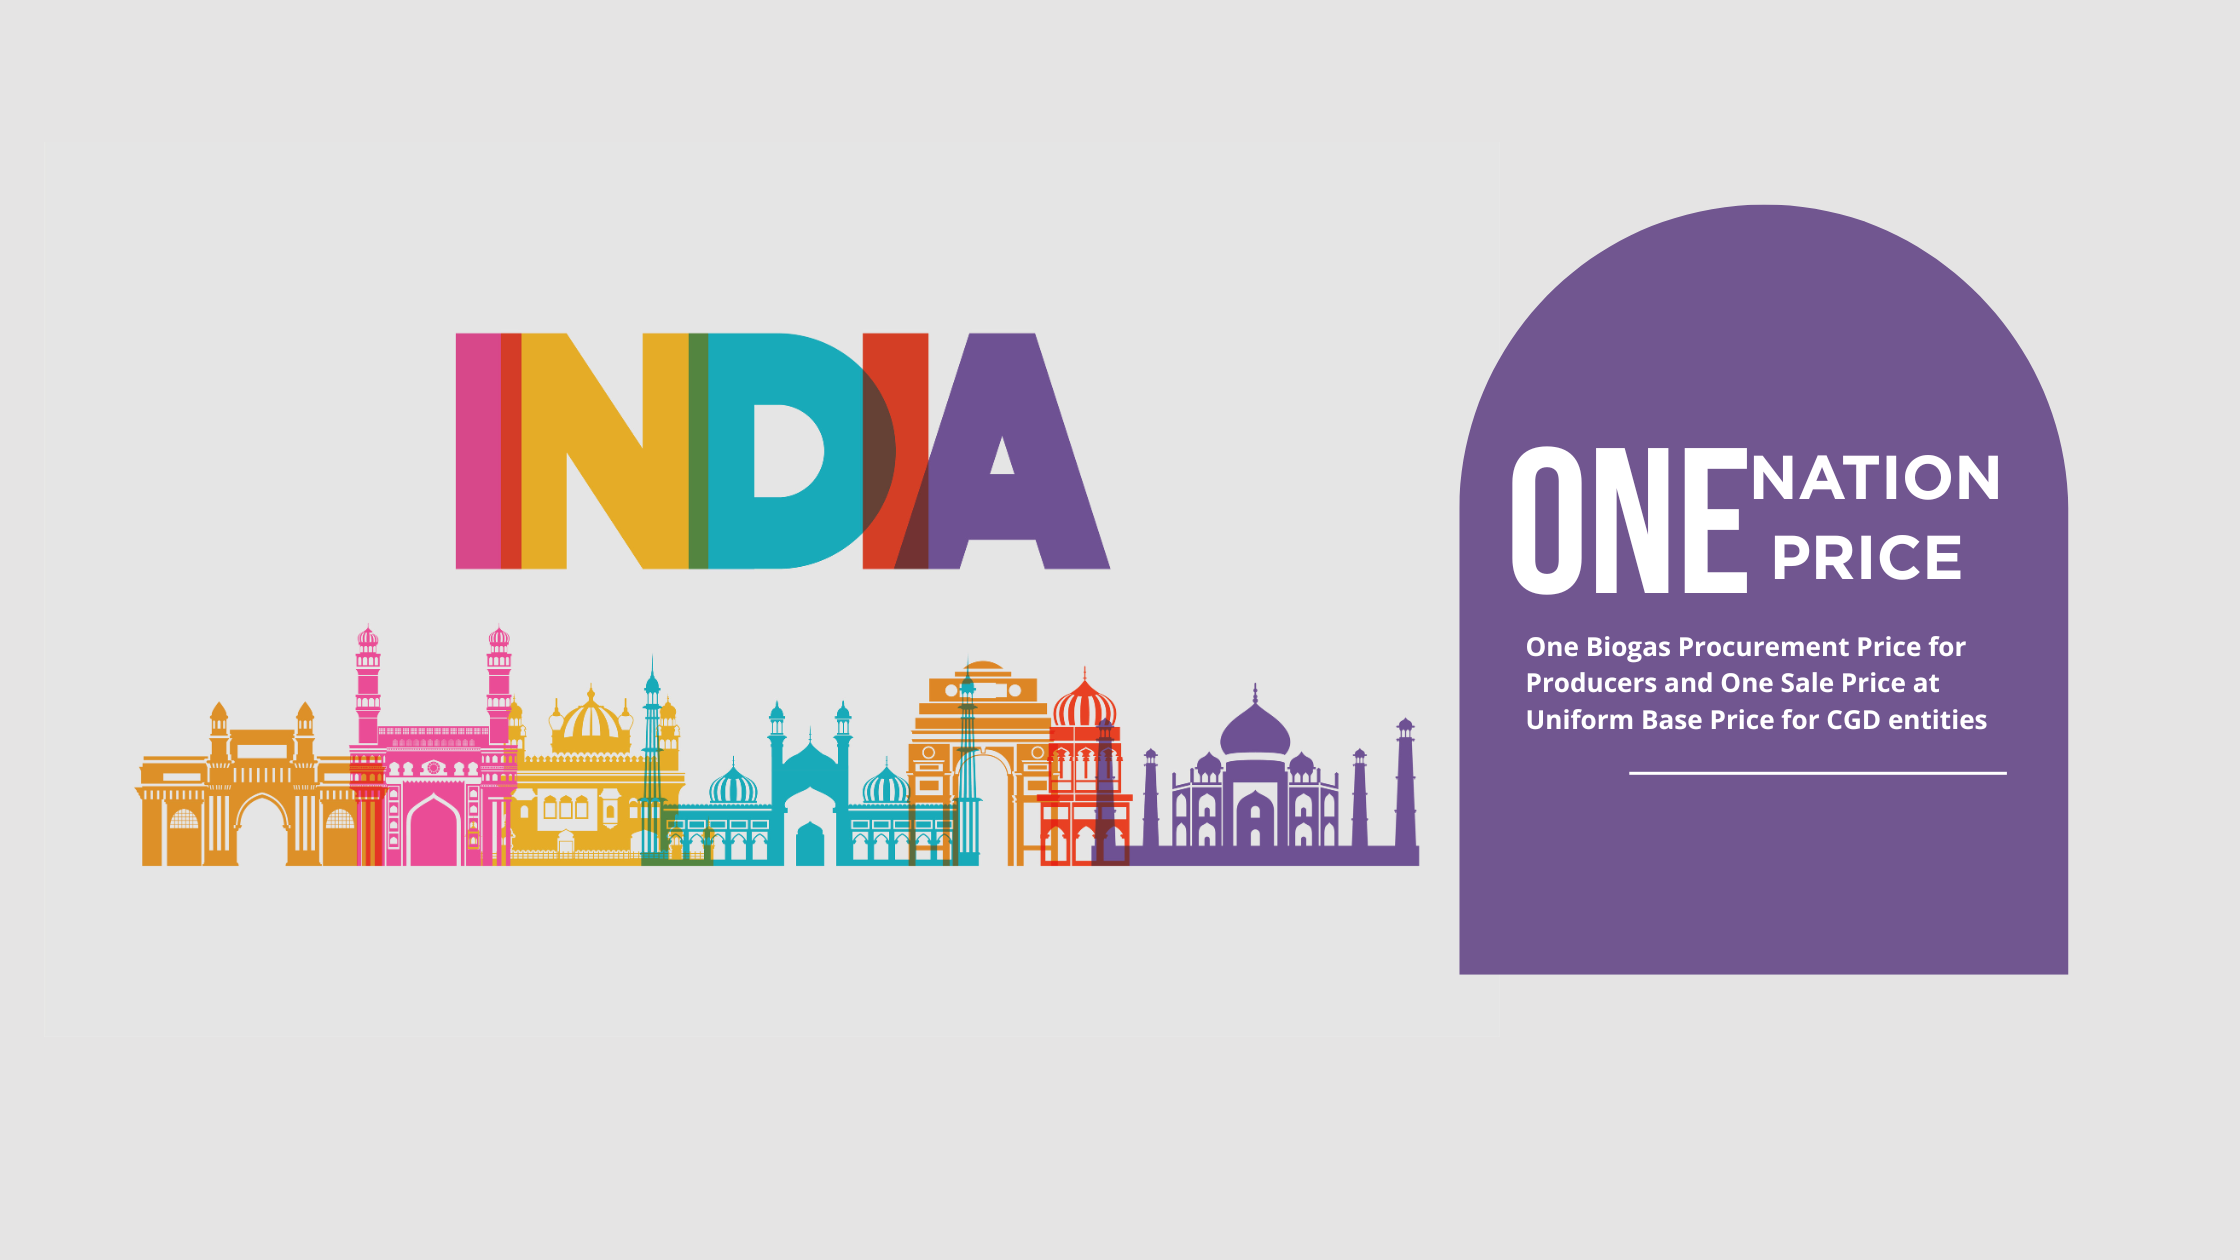 INDIA
ONE NATION
PRICE
One Biogas Procurement Price for
Producers and One Sale Price at
Uniform Base Price for CGD entities